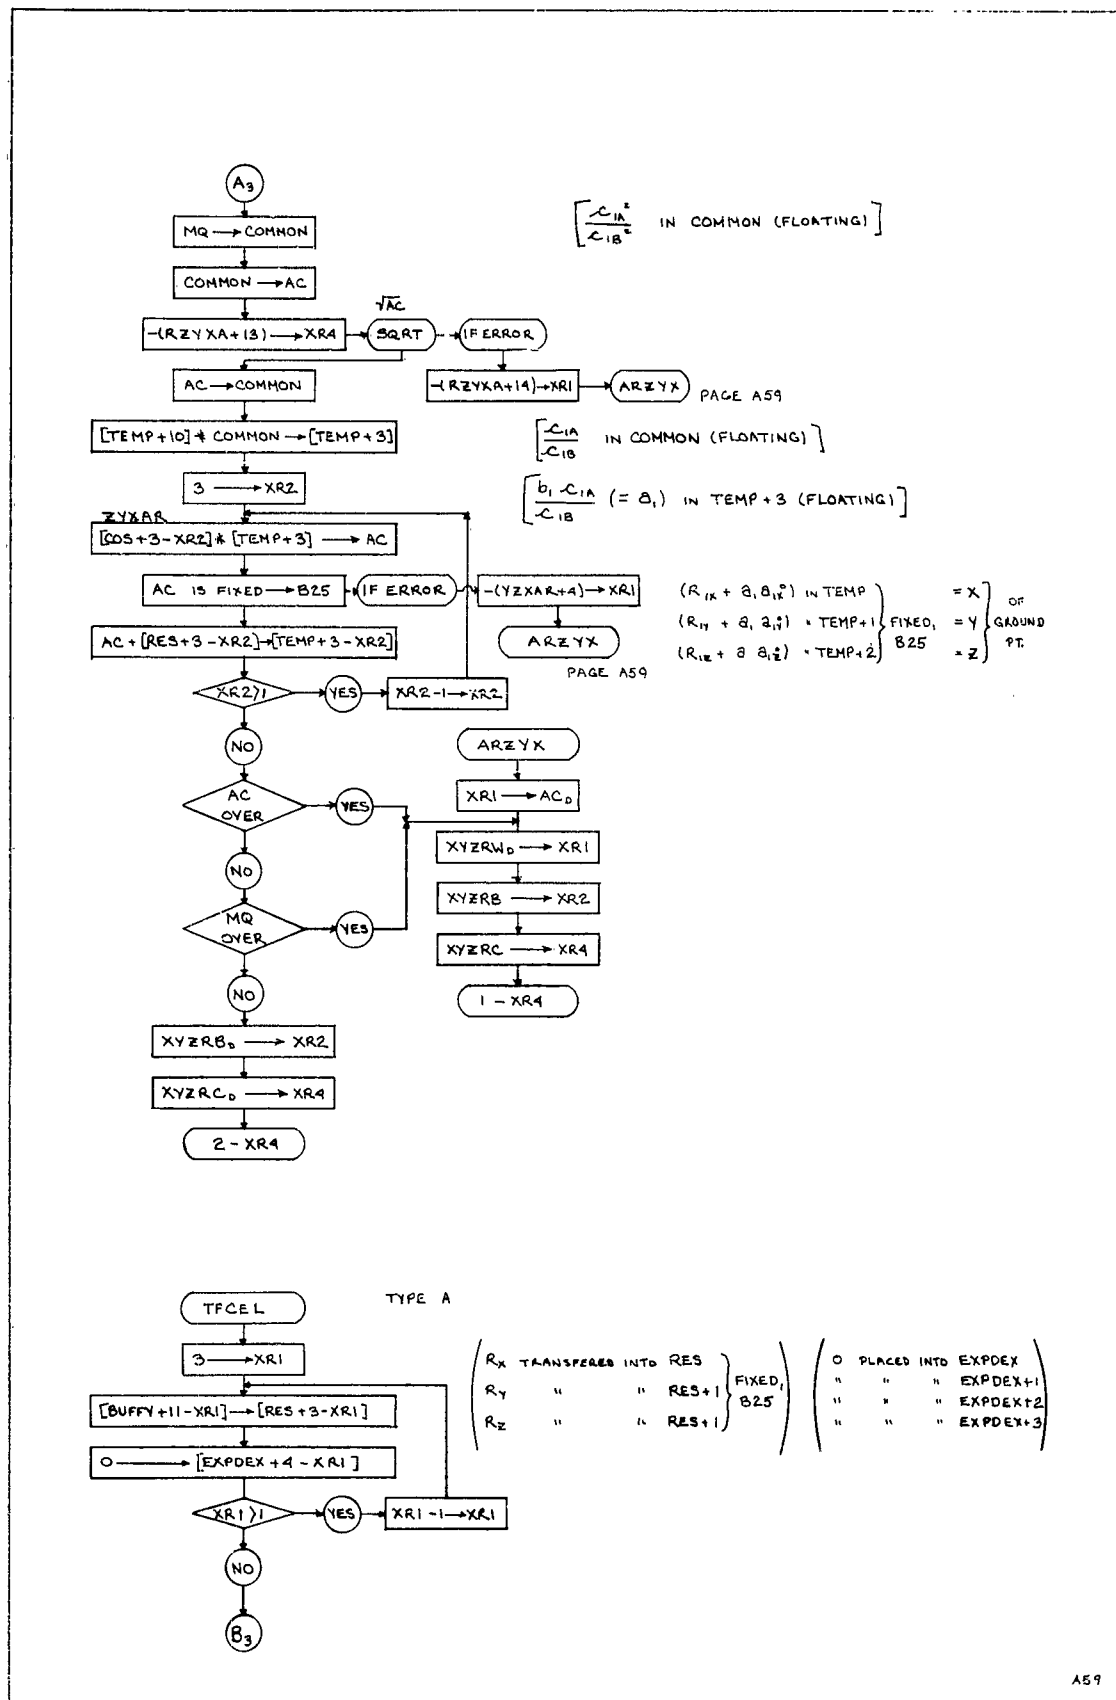 A3
MQ → COMMON
[ C1A² / C1B² IN COMMON (FLOATING) ]
COMMON → AC
√AC
-(RZYXA+13) → XR4
SQRT
IF ERROR
AC → COMMON
-(RZYXA+14) → XR1
ARZYX
PAGE A59
[TEMP+10] * COMMON → [TEMP+3]
[ C1A / C1B IN COMMON (FLOATING) ]
3 → XR2
[ b1 C1A / C1B (= a1) IN TEMP+3 (FLOATING) ]
ZYXAR
[COS+3-XR2] * [TEMP+3] → AC
AC IS FIXED → B25
IF ERROR
-(YZXAR+4) → XR1
ARZYX
PAGE A59
(R1X + a1 a1X°) IN TEMP = X
(R1Y + a1 a1Y°) " TEMP+1 FIXED, B25 = Y OF GROUND PT.
(R1Z + a a1Z°) " TEMP+2 = Z
AC + [RES+3-XR2] → [TEMP+3-XR2]
XR2>1
YES
XR2-1 → XR2
NO
AC OVER
YES
NO
MQ OVER
YES
NO
XYZRBD → XR2
XYZRCD → XR4
2-XR4
ARZYX
XR1 → ACD
XYZRWD → XR1
XYZRB → XR2
XYZRC → XR4
1-XR4
TFCEL
TYPE A
3 → XR1
[BUFFY+11-XR1] → [RES+3-XR1]
0 → [EXPDEX+4-XR1]
XR1>1
YES
XR1-1 → XR1
NO
B3
RX TRANSFERED INTO RES
RY " " RES+1 FIXED, B25
RZ " " RES+1
0 PLACED INTO EXPDEX
" " " EXPDEX+1
" " " EXPDEX+2
" " " EXPDEX+3
A59